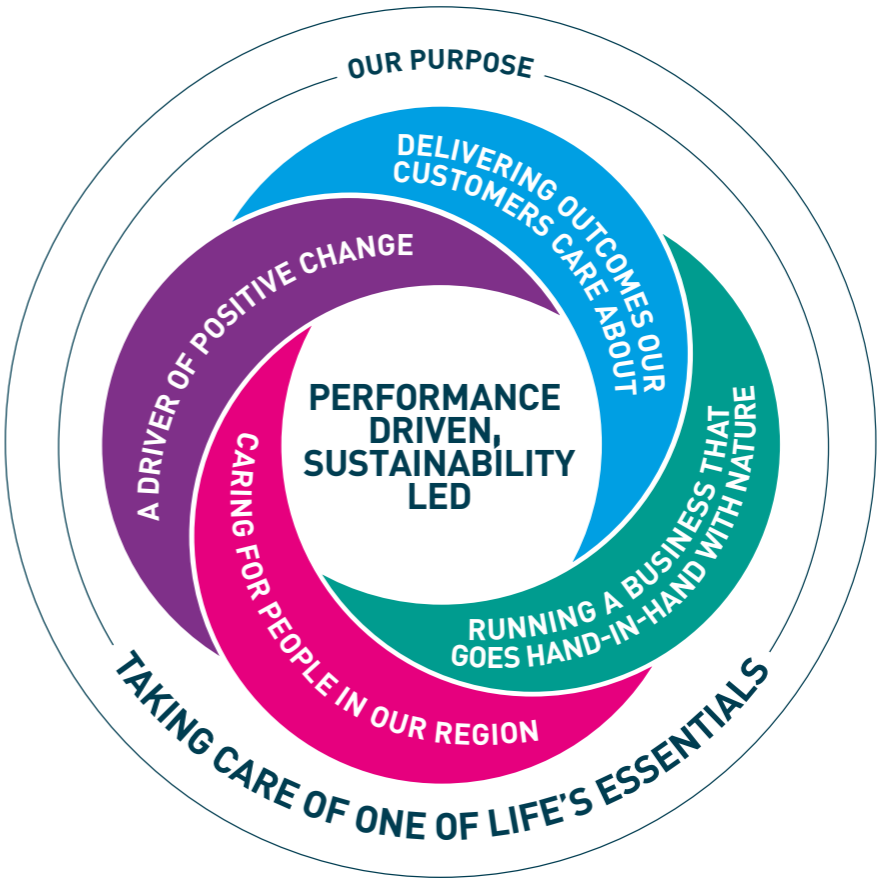 OUR PURPOSE
DELIVERING OUTCOMES OUR
CUSTOMERS CARE ABOUT
RUNNING A BUSINESS THAT
GOES HAND-IN-HAND WITH NATURE
CARING FOR PEOPLE IN OUR REGION
A DRIVER OF POSITIVE CHANGE
PERFORMANCE
DRIVEN,
SUSTAINABILITY
LED
TAKING CARE OF ONE OF LIFE’S ESSENTIALS